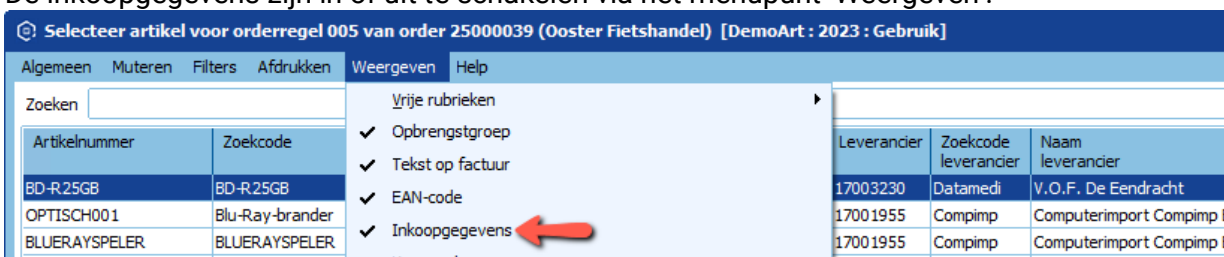 De inkoopgegevens zijn in of uit te schakelen via het menupunt 'Weergeven'.
Selecteer artikel voor orderregel 005 van order 25000039 (Ooster Fietshandel) [DemoArt : 2023 : Gebruik]
Algemeen Muteren Filters Afdrukken Weergeven Help
Zoeken
Vrije rubrieken
Opbrengstgroep
Tekst op factuur
EAN-code
Inkoopgegevens
Artikelnummer Zoekcode Leverancier Zoekcode leverancier Naam leverancier
BD-R25GB BD-R25GB 17003230 Datamedi V.O.F. De Eendracht
OPTISCH001 Blu-Ray-brander 17001955 Compimp Computerimport Compimp
BLUERAYSPELER BLUERAYSPELER 17001955 Compimp Computerimport Compimp